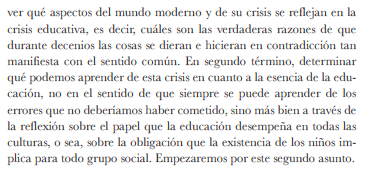 ver qué aspectos del mundo moderno y de su crisis se reflejan en la
crisis educativa, es decir, cuáles son las verdaderas razones de que
durante decenios las cosas se dieran e hicieran en contradicción tan
manifiesta con el sentido común. En segundo término, determinar
qué podemos aprender de esta crisis en cuanto a la esencia de la edu-
cación, no en el sentido de que siempre se puede aprender de los
errores que no deberíamos haber cometido, sino más bien a través de
la reflexión sobre el papel que la educación desempeña en todas las
culturas, o sea, sobre la obligación que la existencia de los niños im-
plica para todo grupo social. Empezaremos por este segundo asunto.